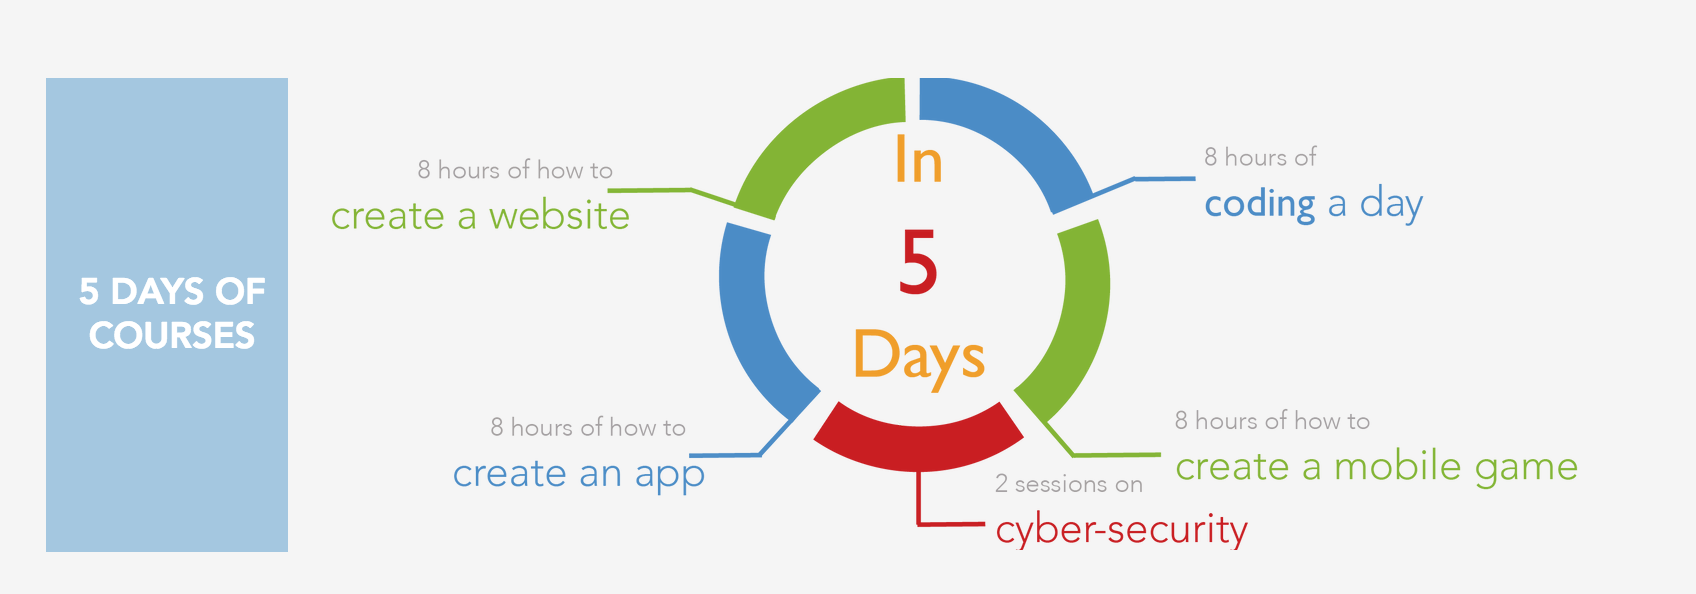 5 DAYS OF
COURSES
8 hours of how to
create a website
In
5
Days
8 hours of
coding a day
8 hours of how to
create an app
8 hours of how to
create a mobile game
2 sessions on
cyber-security